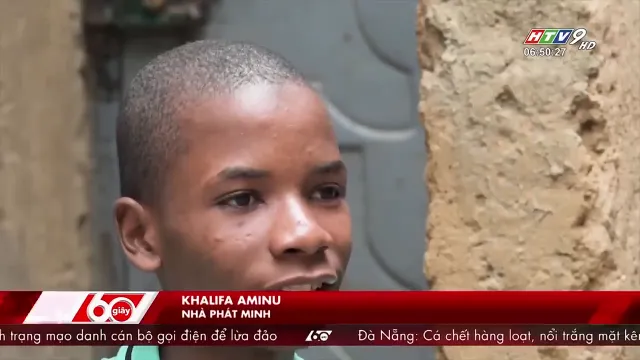 HTV9 HD
06:50:27
60 giây
KHALIFA AMINU
NHÀ PHÁT MINH
trạng mạo danh cán bộ gọi điện để lừa đảo 60 Đà Nẵng: Cá chết hàng loạt, nổi trắng mặt